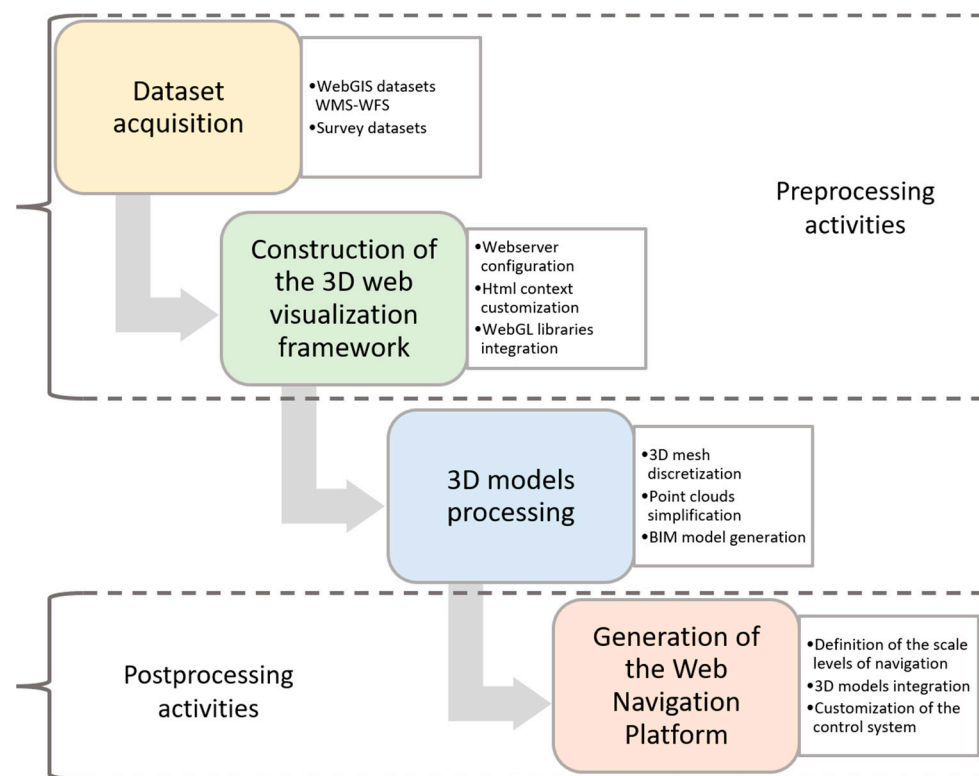 Dataset
acquisition
•WebGIS datasets
WMS-WFS
•Survey datasets
Preprocessing
activities
Construction of
the 3D web
visualization
framework
•Webserver
configuration
•Html context
customization
•WebGL libraries
integration
3D models
processing
•3D mesh
discretization
•Point clouds
simplification
•BIM model generation
Postprocessing
activities
Generation of
the Web
Navigation
Platform
•Definition of the scale
levels of navigation
•3D models integration
•Customization of the
control system